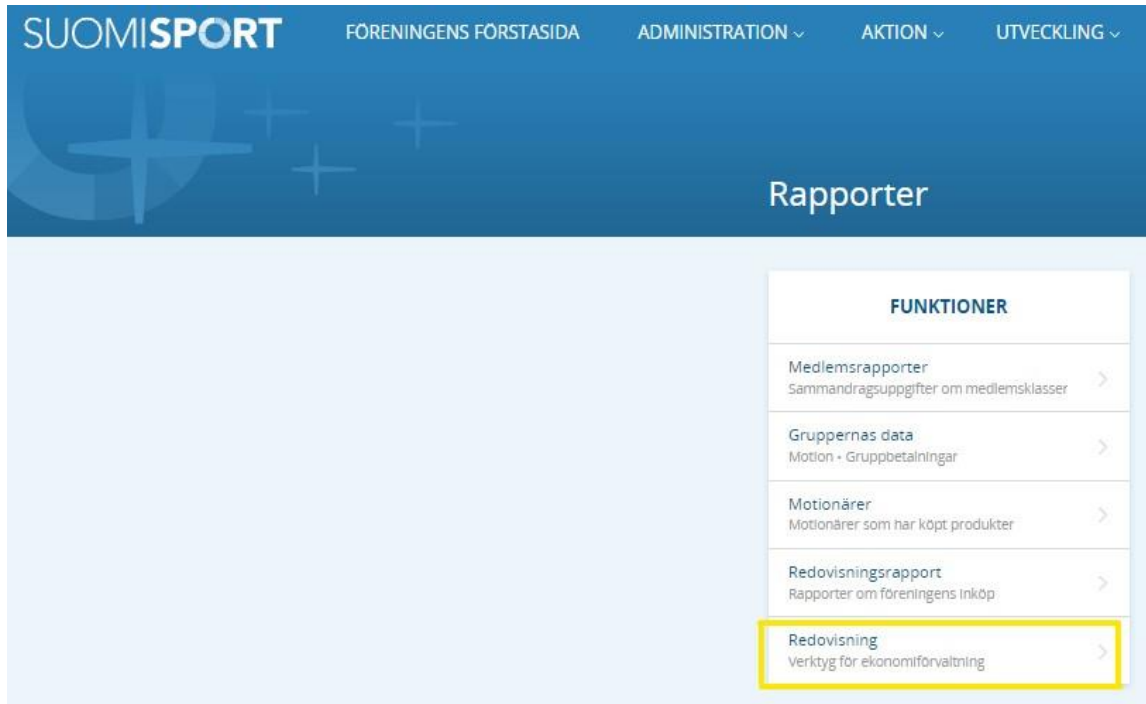 SUOMISPORT FÖRENINGENS FÖRSTASIDA ADMINISTRATION AKTION UTVECKLING
Rapporter
FUNKTIONER
Medlemsrapporter
Sammandragsuppgifter om medlemsklasser
Gruppernas data
Motion • Gruppbetalningar
Motionärer
Motionärer som har köpt produkter
Redovisningsrapport
Rapporter om föreningens inköp
Redovisning
Verktyg för ekonomiförvaltning